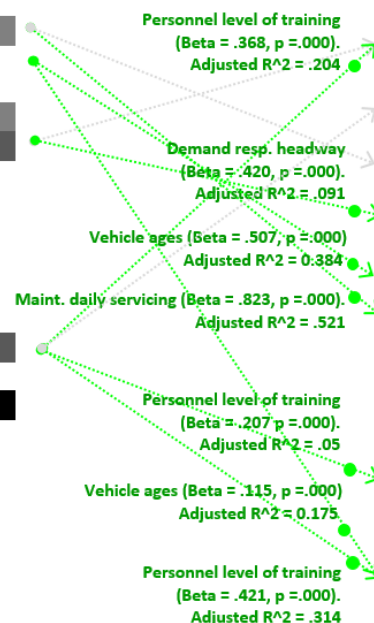 Personnel level of training
(Beta = .368, p =.000).
Adjusted R^2 = .204
Demand resp. headway
(Beta = .420, p =.000).
Adjusted R^2 = .091
Vehicle ages (Beta = .507, p =.000)
Adjusted R^2 = 0.384
Maint. daily servicing (Beta = .823, p =.000).
Adjusted R^2 = .521
Personnel level of training
(Beta = .207 p =.000).
Adjusted R^2 = .05
Vehicle ages (Beta = .115, p =.000)
Adjusted R^2 = 0.175
Personnel level of training
(Beta = .421, p =.000).
Adjusted R^2 = .314